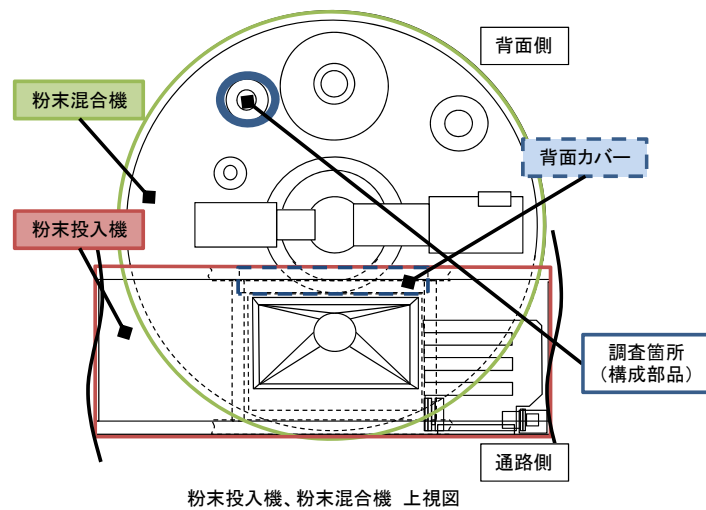 背面側
粉末混合機
背面カバー
粉末投入機
調査箇所
（構成部品）
通路側
粉末投入機、粉末混合機 上視図